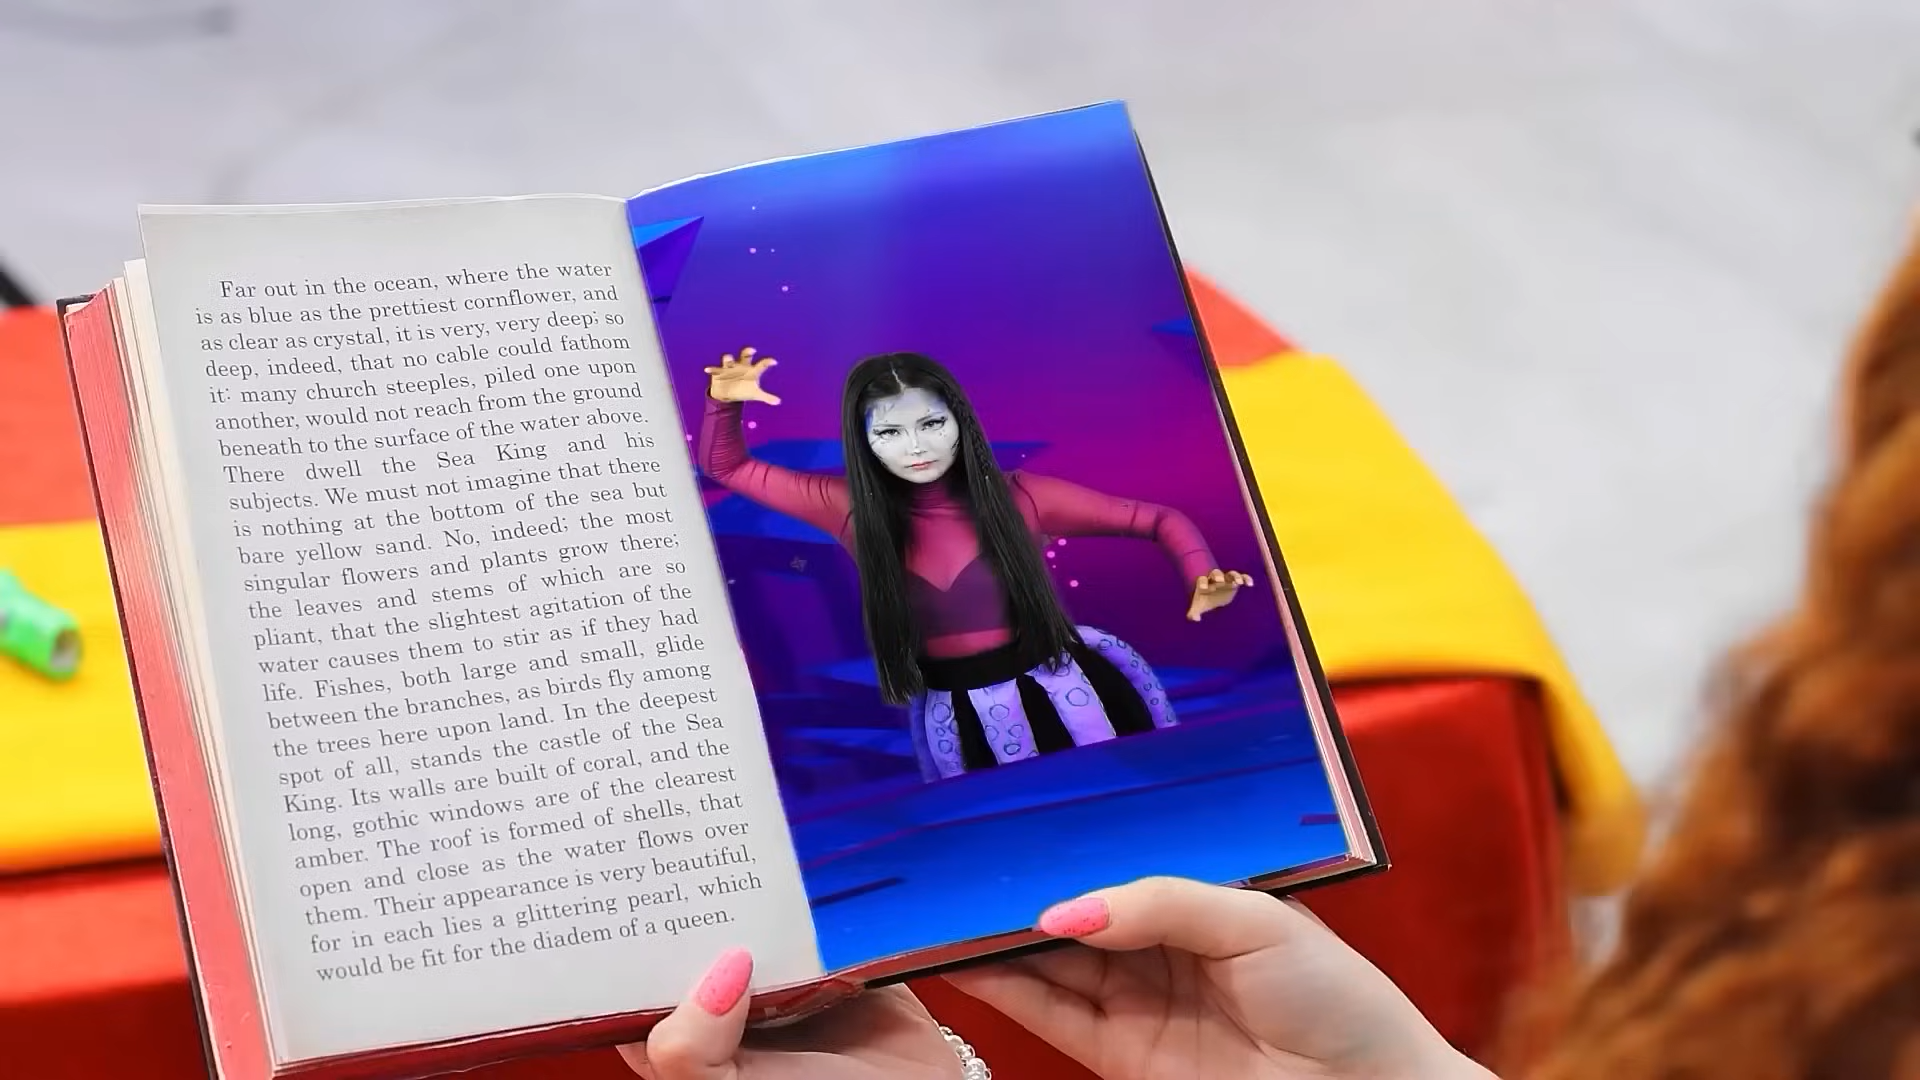 Far out in the ocean, where the water
is as blue as the prettiest cornflower, and
as clear as crystal, it is very, very deep; so
deep, indeed, that no cable could fathom
it: many church steeples, piled one upon
another, would not reach from the ground
beneath to the surface of the water above.
There dwell the Sea King and his
subjects. We must not imagine that there
is nothing at the bottom of the sea but
bare yellow sand. No, indeed; the most
singular flowers and plants grow there;
the leaves and stems of which are so
pliant, that the slightest agitation of the
water causes them to stir as if they had
life. Fishes, both large and small, glide
between the branches, as birds fly among
the trees here upon land. In the deepest
spot of all, stands the castle of the Sea
King. Its walls are built of coral, and the
long, gothic windows are of the clearest
amber. The roof is formed of shells, that
open and close as the water flows over
them. Their appearance is very beautiful,
for in each lies a glittering pearl, which
would be fit for the diadem of a queen.